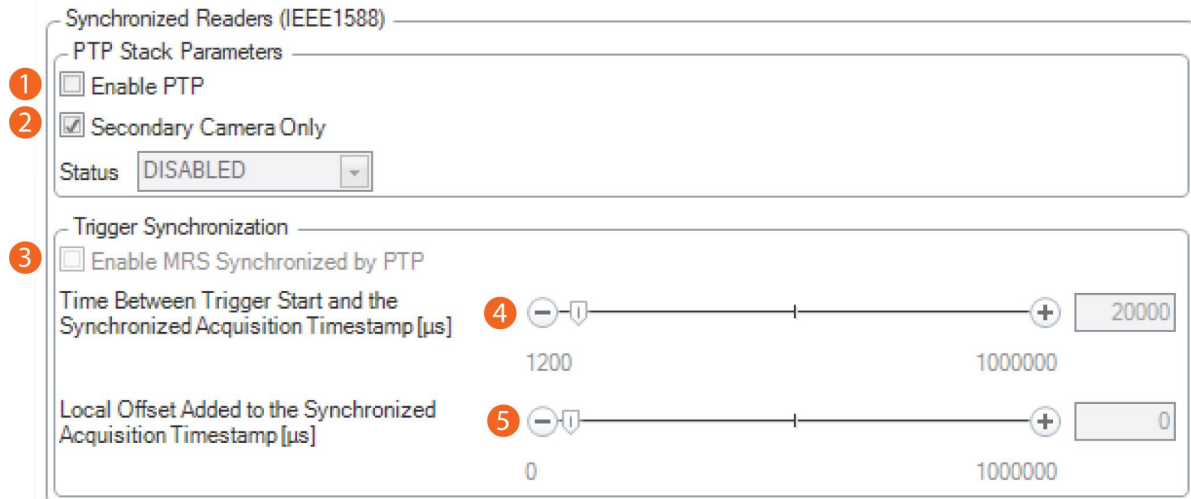 Synchronized Readers (IEEE1588)
PTP Stack Parameters
1 Enable PTP
2 Secondary Camera Only
Status DISABLED
Trigger Synchronization
3 Enable MRS Synchronized by PTP
Time Between Trigger Start and the
Synchronized Acquisition Timestamp [µs]
4 20000
1200 1000000
Local Offset Added to the Synchronized
Acquisition Timestamp [µs]
5 0
0 1000000